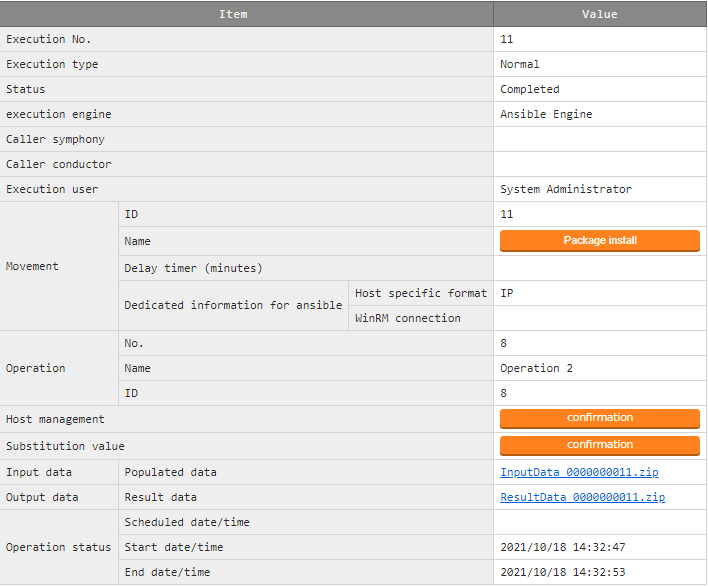 Item Value
Execution No. 11
Execution type Normal
Status Completed
execution engine Ansible Engine
Caller symphony
Caller conductor
Execution user System Administrator
Movement
ID 11
Name Package install
Delay timer (minutes)
Dedicated information for ansible
Host specific format IP
WinRM connection
Operation
No. 8
Name Operation 2
ID 8
Host management confirmation
Substitution value confirmation
Input data Populated data InputData_0000000011.zip
Output data Result data ResultData_0000000011.zip
Operation status
Scheduled date/time
Start date/time 2021/10/18 14:32:47
End date/time 2021/10/18 14:32:53